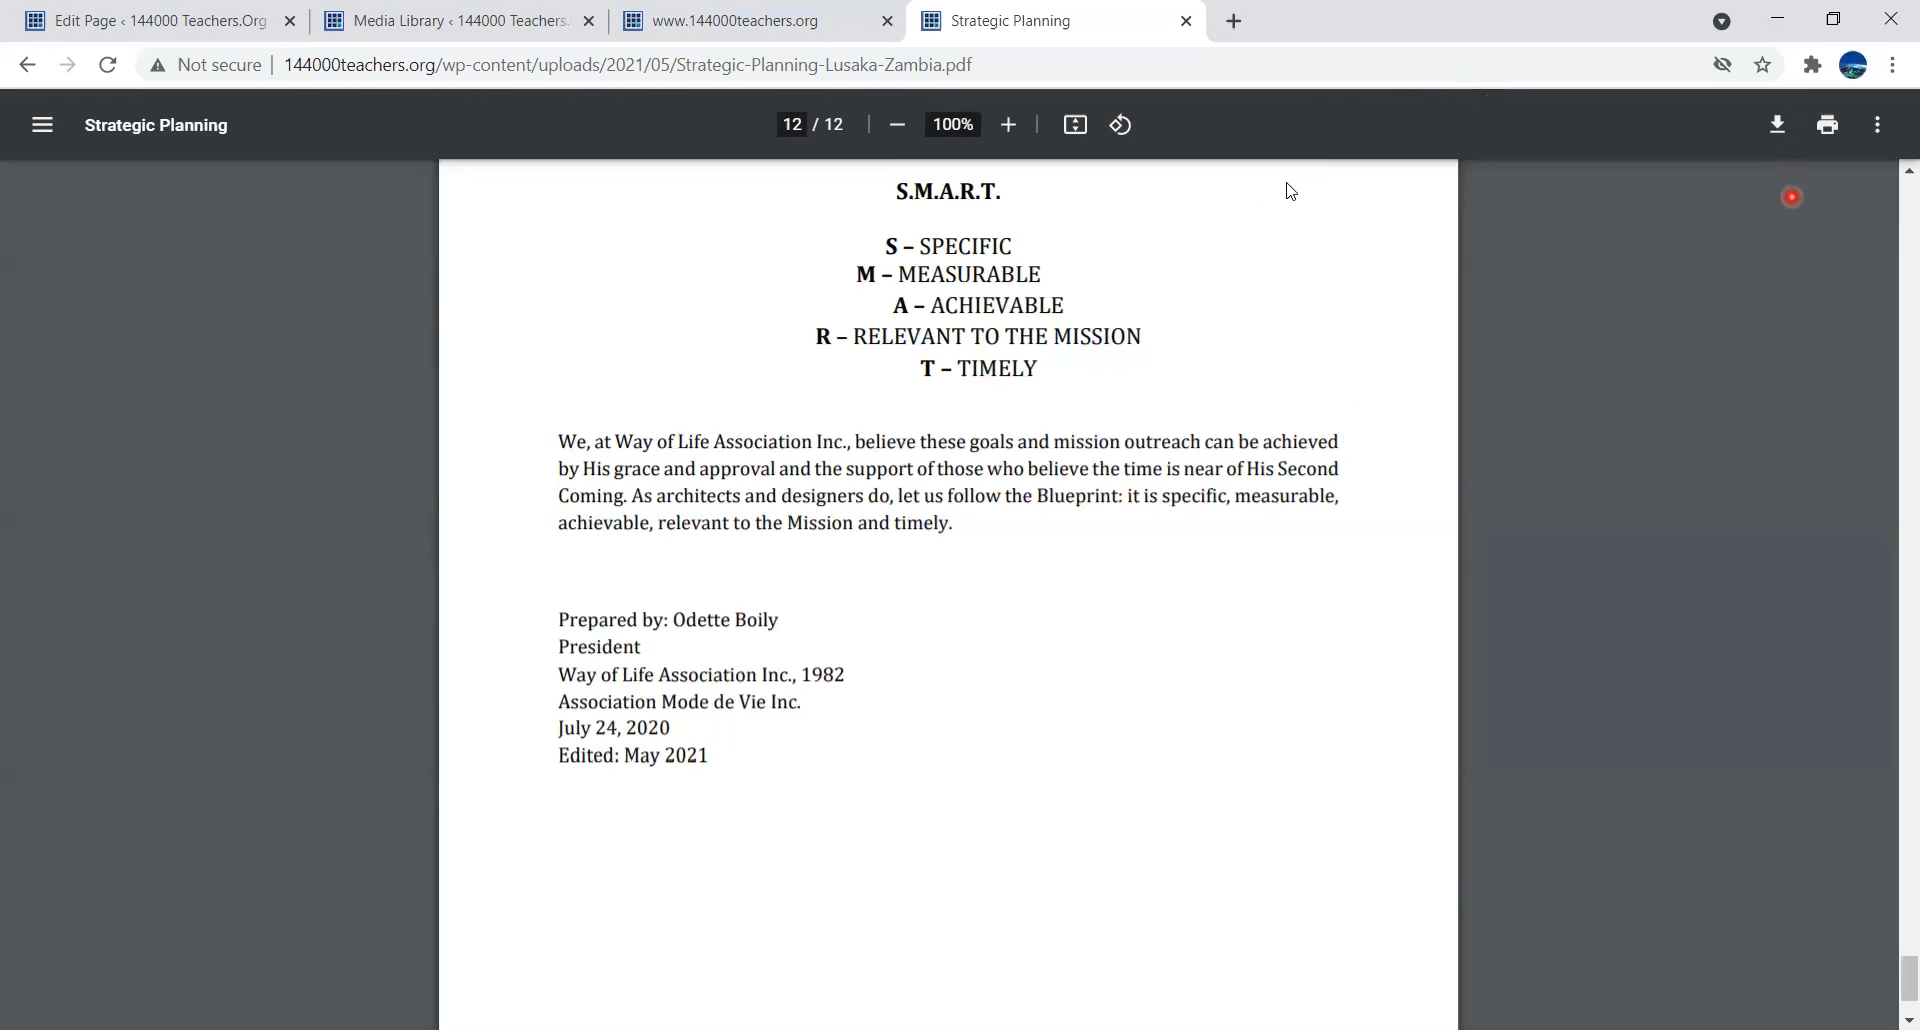 Edit Page ‹ 144000 Teachers.Org
Media Library ‹ 144000 Teachers.
www.144000teachers.org
Strategic Planning
Not secure
144000teachers.org/wp-content/uploads/2021/05/Strategic-Planning-Lusaka-Zambia.pdf
Strategic Planning
12 / 12
100%
S.M.A.R.T.
S – SPECIFIC
M – MEASURABLE
A – ACHIEVABLE
R – RELEVANT TO THE MISSION
T – TIMELY
We, at Way of Life Association Inc., believe these goals and mission outreach can be achieved
by His grace and approval and the support of those who believe the time is near of His Second
Coming. As architects and designers do, let us follow the Blueprint: it is specific, measurable,
achievable, relevant to the Mission and timely.
Prepared by: Odette Boily
President
Way of Life Association Inc., 1982
Association Mode de Vie Inc.
July 24, 2020
Edited: May 2021